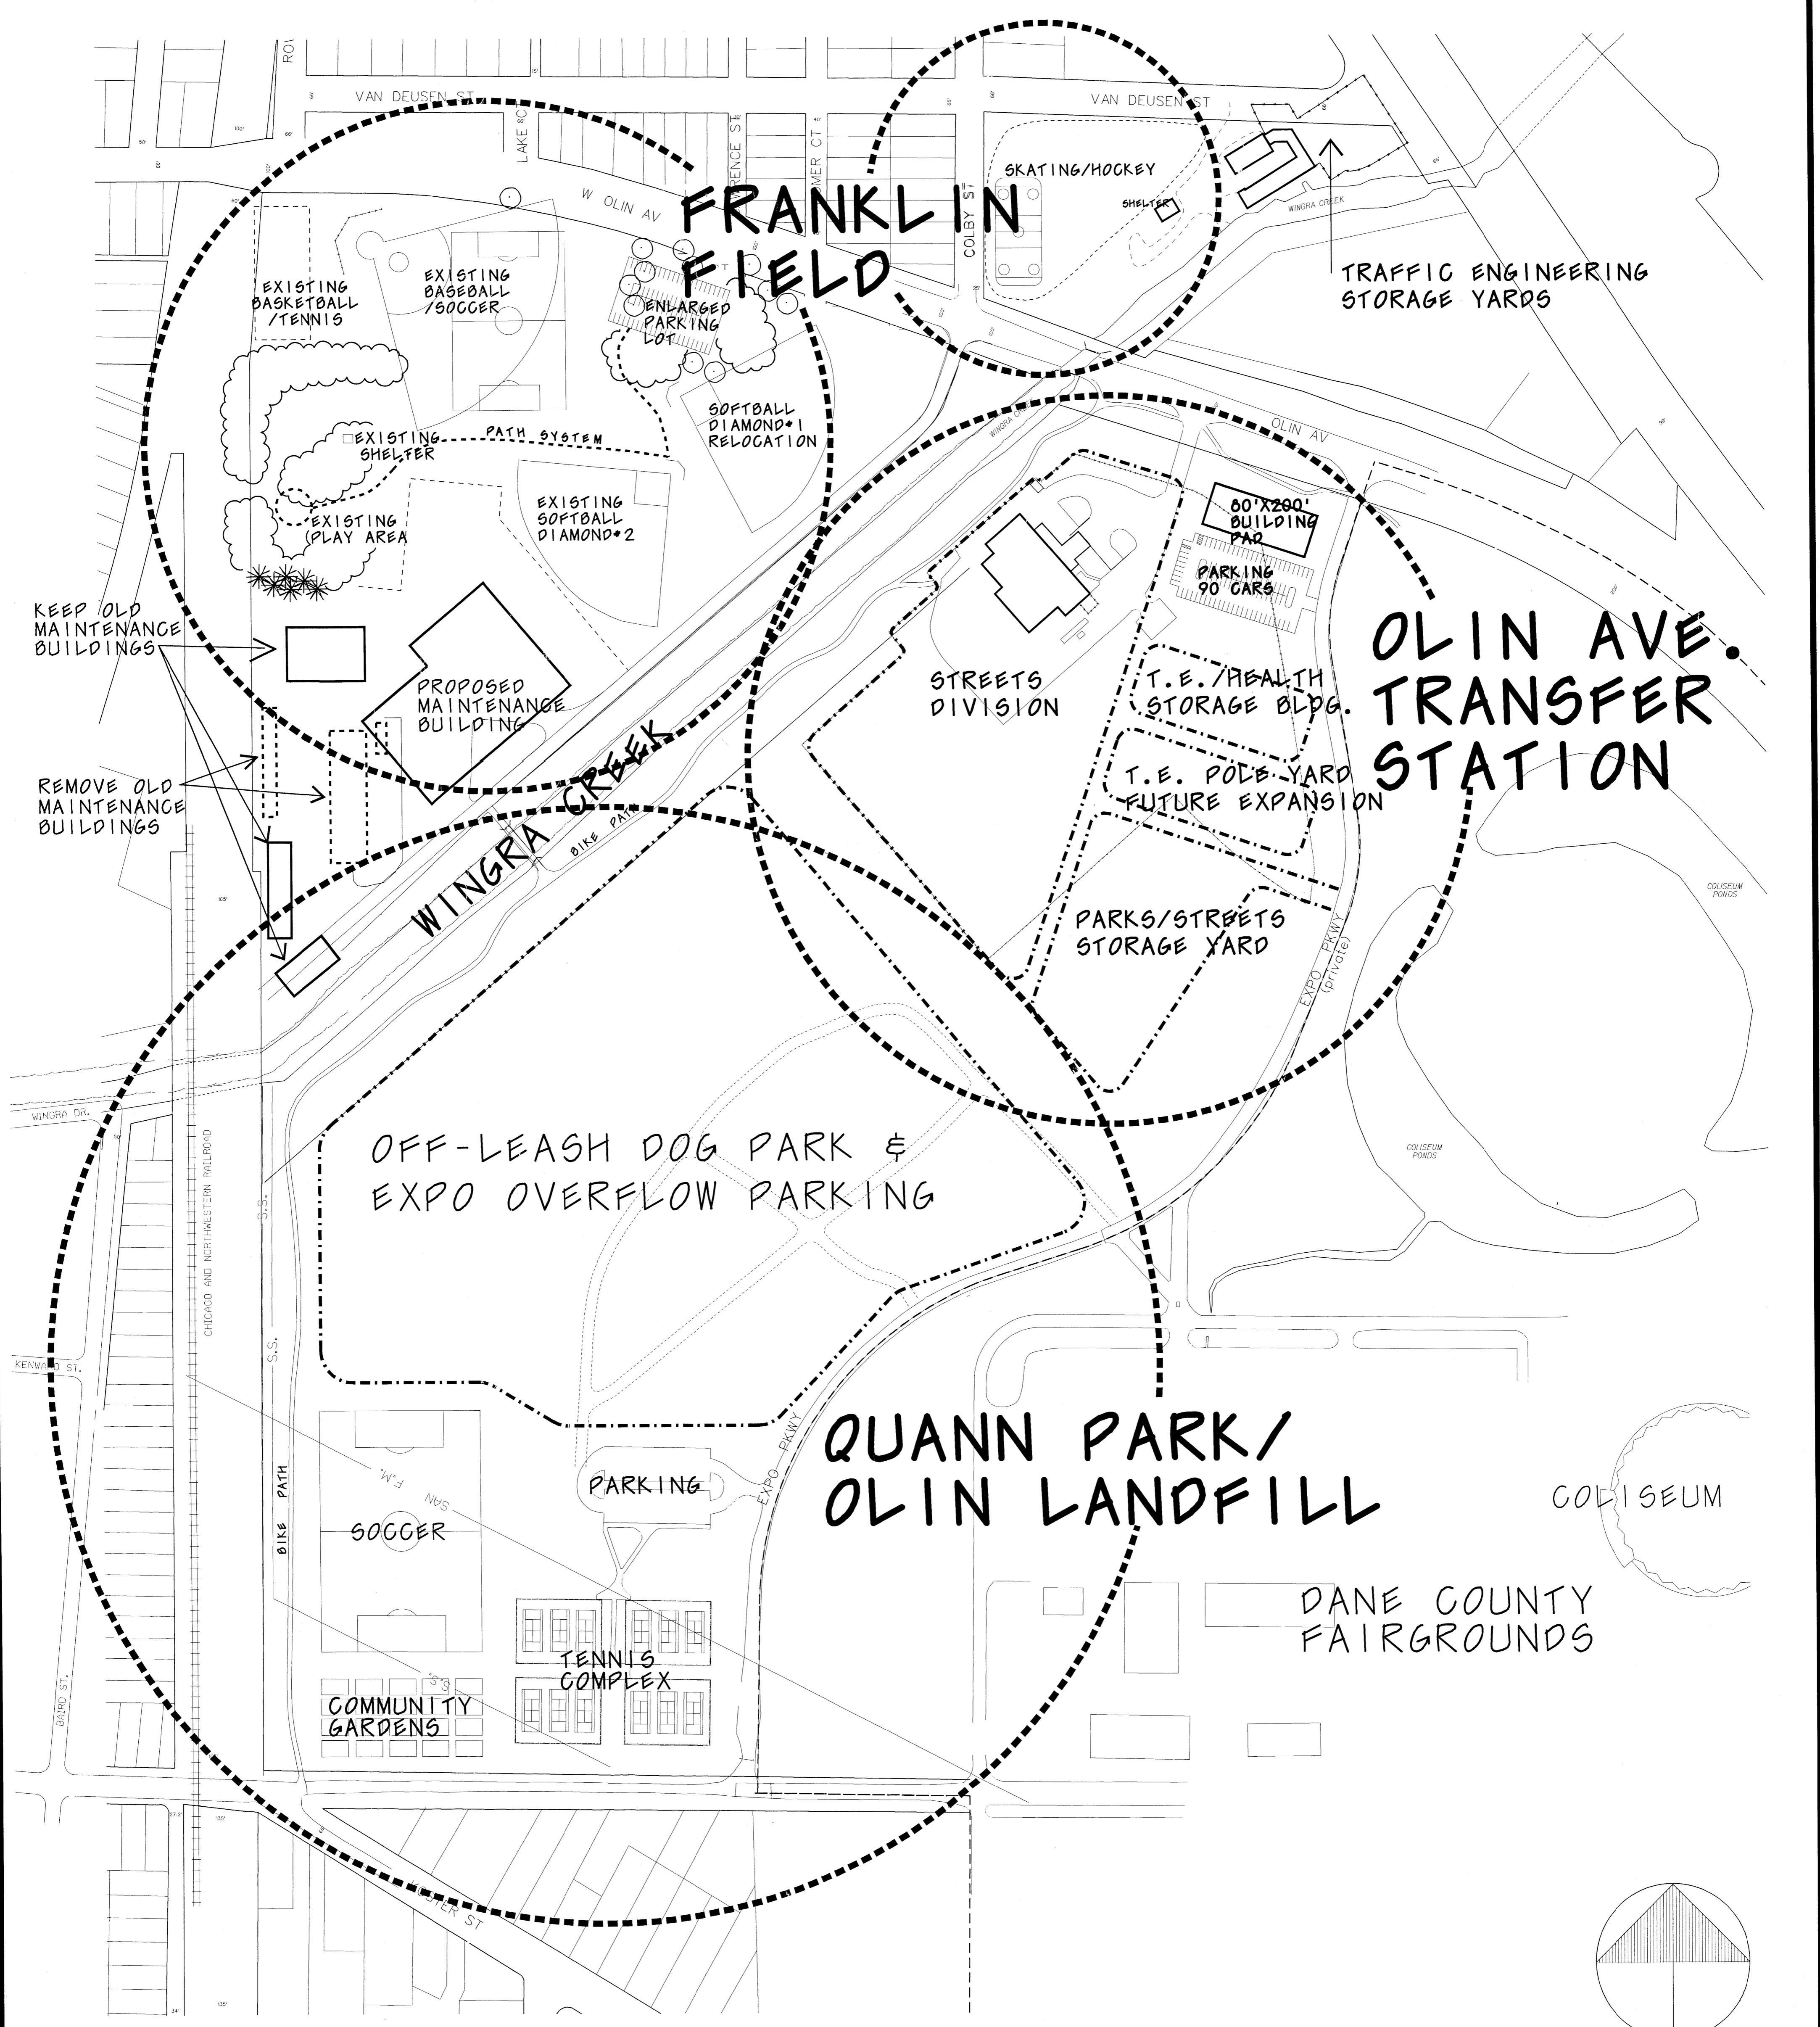 VAN DEUSEN ST
VAN DEUSEN ST
LAKE CT
W OLIN AV
COLBY ST
SKATING/HOCKEY
SHELTER
WINGRA CREEK
FRANKLIN
FIELD
TRAFFIC ENGINEERING
STORAGE YARDS
EXISTING
BASKETBALL
/TENNIS
EXISTING
BASEBALL
/SOCCER
ENLARGED
PARKING
LOT
SOFTBALL
DIAMOND#1
RELOCATION
EXISTING
SHELTER
PATH SYSTEM
EXISTING
PLAY AREA
EXISTING
SOFTBALL
DIAMOND#2
OLIN AV
80'X200'
BUILDING
PAD
PARKING
90 CARS
KEEP OLD
MAINTENANCE
BUILDINGS
PROPOSED
MAINTENANCE
BUILDING
REMOVE OLD
MAINTENANCE
BUILDINGS
WINGRA CREEK
BIKE PATH
STREETS
DIVISION
T.E./HEALTH
STORAGE BLDG.
T.E. POLE YARD
FUTURE EXPANSION
PARKS/STREETS
STORAGE YARD
OLIN AVE.
TRANSFER
STATION
EXPO PKWY
(private)
COLISEUM
PONDS
COLISEUM
PONDS
WINGRA DR.
CHICAGO AND NORTHWESTERN RAILROAD
S.S.
S.S.
OFF-LEASH DOG PARK &
EXPO OVERFLOW PARKING
KENWARD ST.
QUANN PARK/
OLIN LANDFILL
EXPO PKWY
PARKING
F.M.
SAN
SOCCER
BIKE PATH
COLISEUM
DANE COUNTY
FAIRGROUNDS
TENNIS
COMPLEX
S.S.
COMMUNITY
GARDENS
BAIRD ST.
KOSTER ST